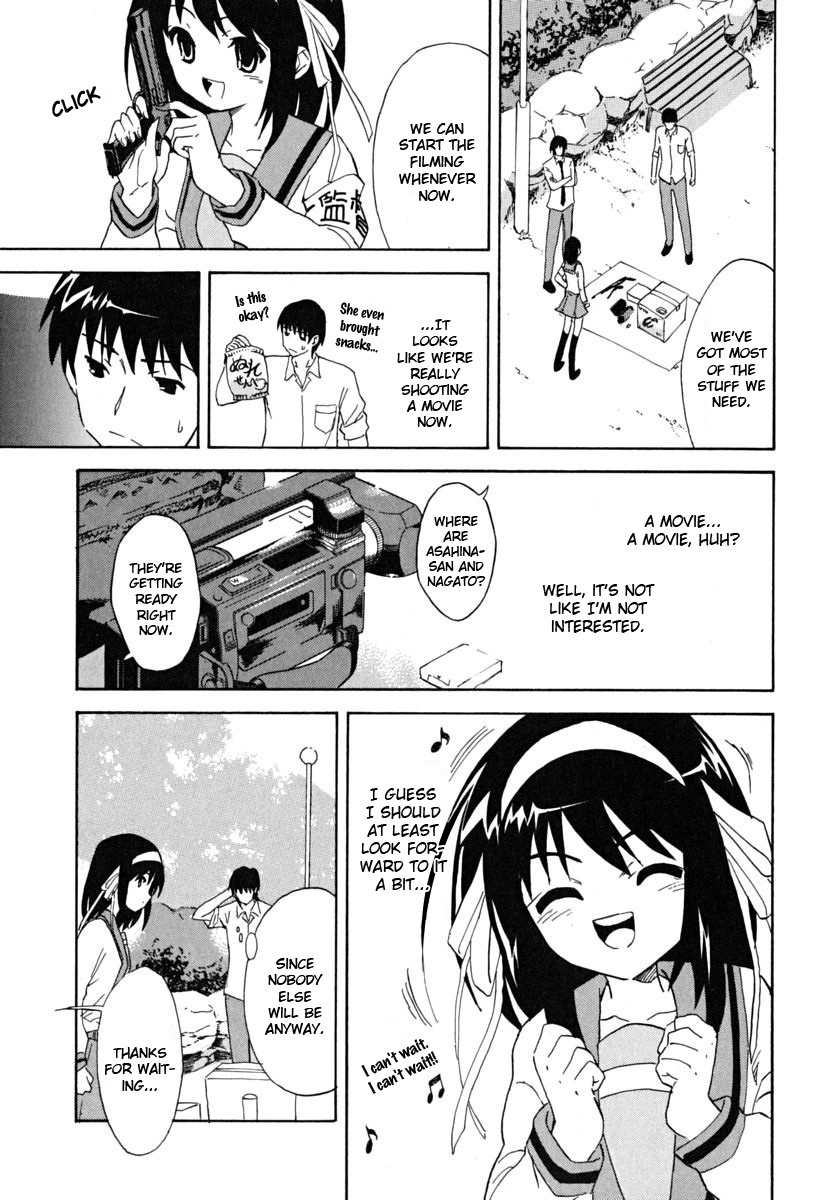 WE'VE
GOT MOST
OF THE
STUFF WE
NEED.
WE CAN
START THE
FILMING
WHENEVER
NOW.
CLICK
監
...IT
LOOKS
LIKE WE'RE
REALLY
SHOOTING
A MOVIE
NOW.
She even
brought
snacks...
Is this
okay?
A MOVIE...
A MOVIE, HUH?
WELL, IT'S NOT
LIKE I'M NOT
INTERESTED.
WHERE
ARE
ASAHINA-
SAN AND
NAGATO?
THEY'RE
GETTING
READY
RIGHT
NOW.
I GUESS
I SHOULD
AT LEAST
LOOK FOR-
WARD TO IT
A BIT...
I can't wait.
I can't wait!!
SINCE
NOBODY
ELSE
WILL BE
ANYWAY.
THANKS
FOR WAIT-
ING...